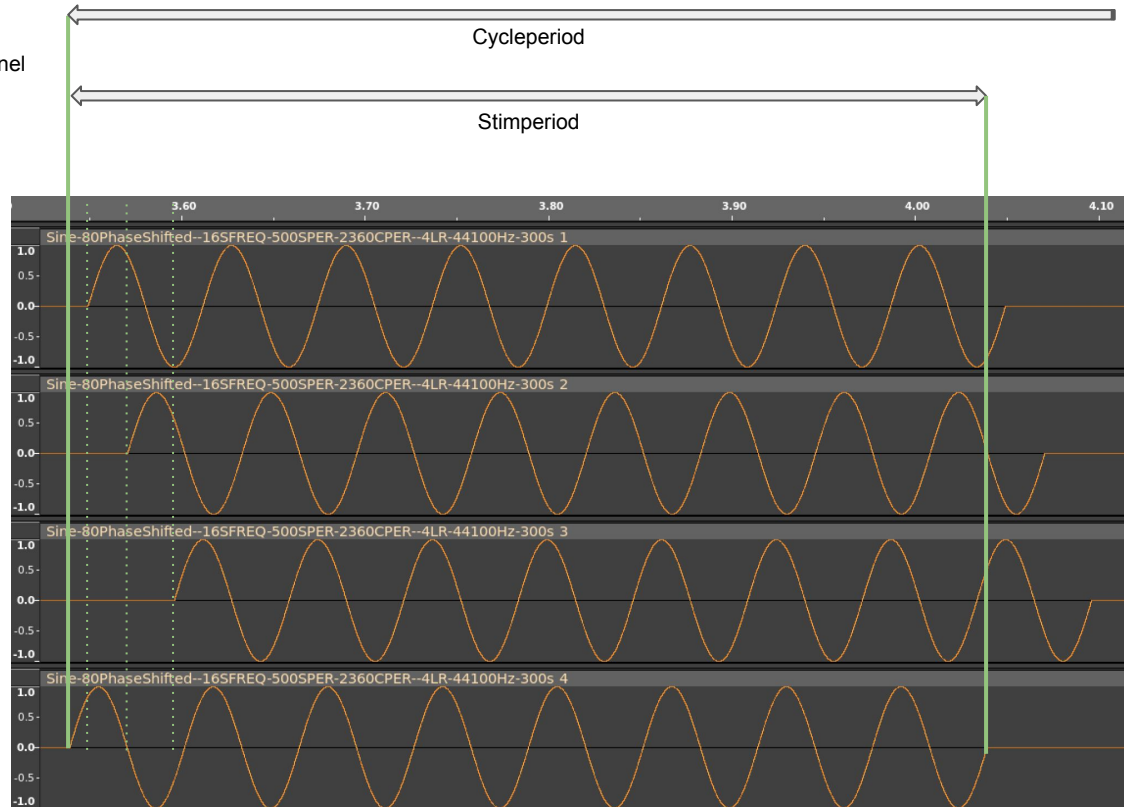 Cycleperiod
nel
Stimperiod
3.60 3.70 3.80 3.90 4.00 4.10
Sine-80PhaseShifted--16SFREQ-500SPER-2360CPER--4LR-44100Hz-300s 1
1.0
0.5-
0.0-
-0.5-
-1.0
Sine-80PhaseShifted--16SFREQ-500SPER-2360CPER--4LR-44100Hz-300s 2
1.0
0.5-
0.0-
-0.5-
-1.0
Sine-80PhaseShifted--16SFREQ-500SPER-2360CPER--4LR-44100Hz-300s 3
1.0
0.5-
0.0-
-0.5-
-1.0
Sine-80PhaseShifted--16SFREQ-500SPER-2360CPER--4LR-44100Hz-300s 4
1.0
0.5-
0.0-
-0.5-
-1.0